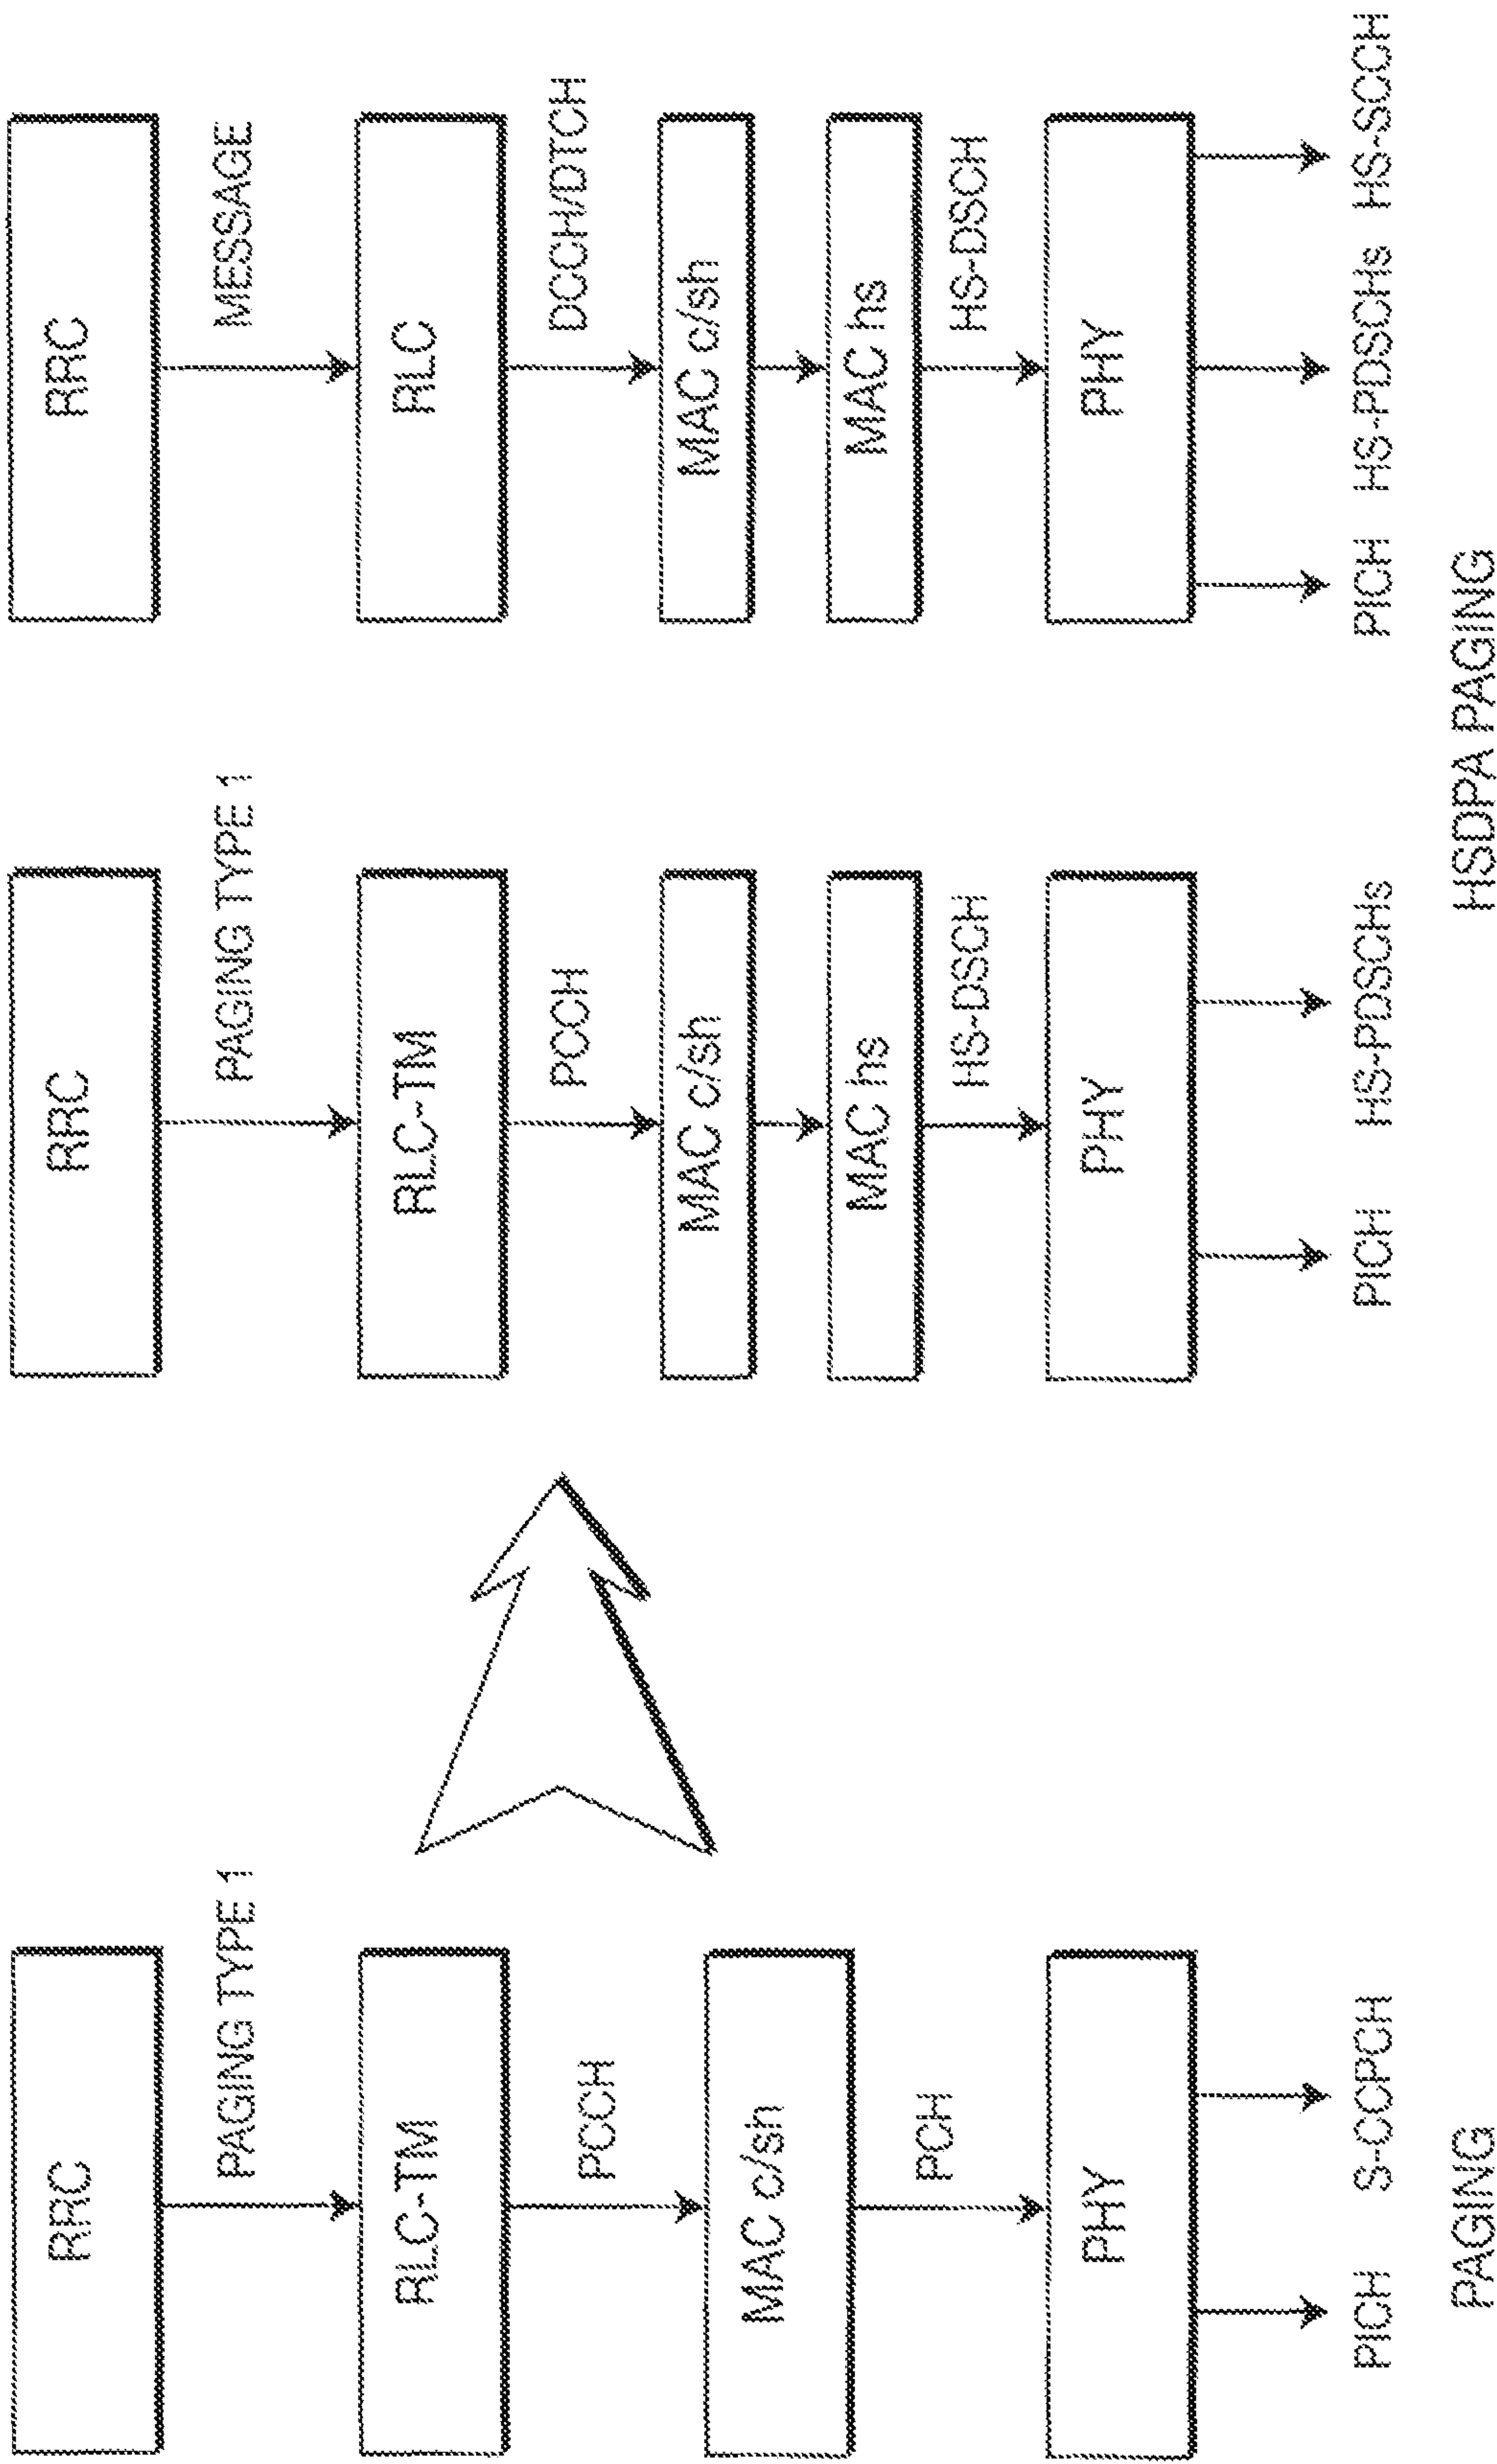 RRC
PAGING TYPE 1
RLC-TM
PCCH
MAC c/sh
PCH
PHY
PICH
S-CCPCH
PAGING
RRC
PAGING TYPE 1
RLC-TM
PCCH
MAC c/sh
MAC hs
HS-DSCH
PHY
PICH
HS-PDSCHs
RRC
MESSAGE
RLC
DCCH/DTCH
MAC c/sh
MAC hs
HS-DSCH
PHY
PICH
HS-PDSCHs
HS-SCCH
HSDPA PAGING